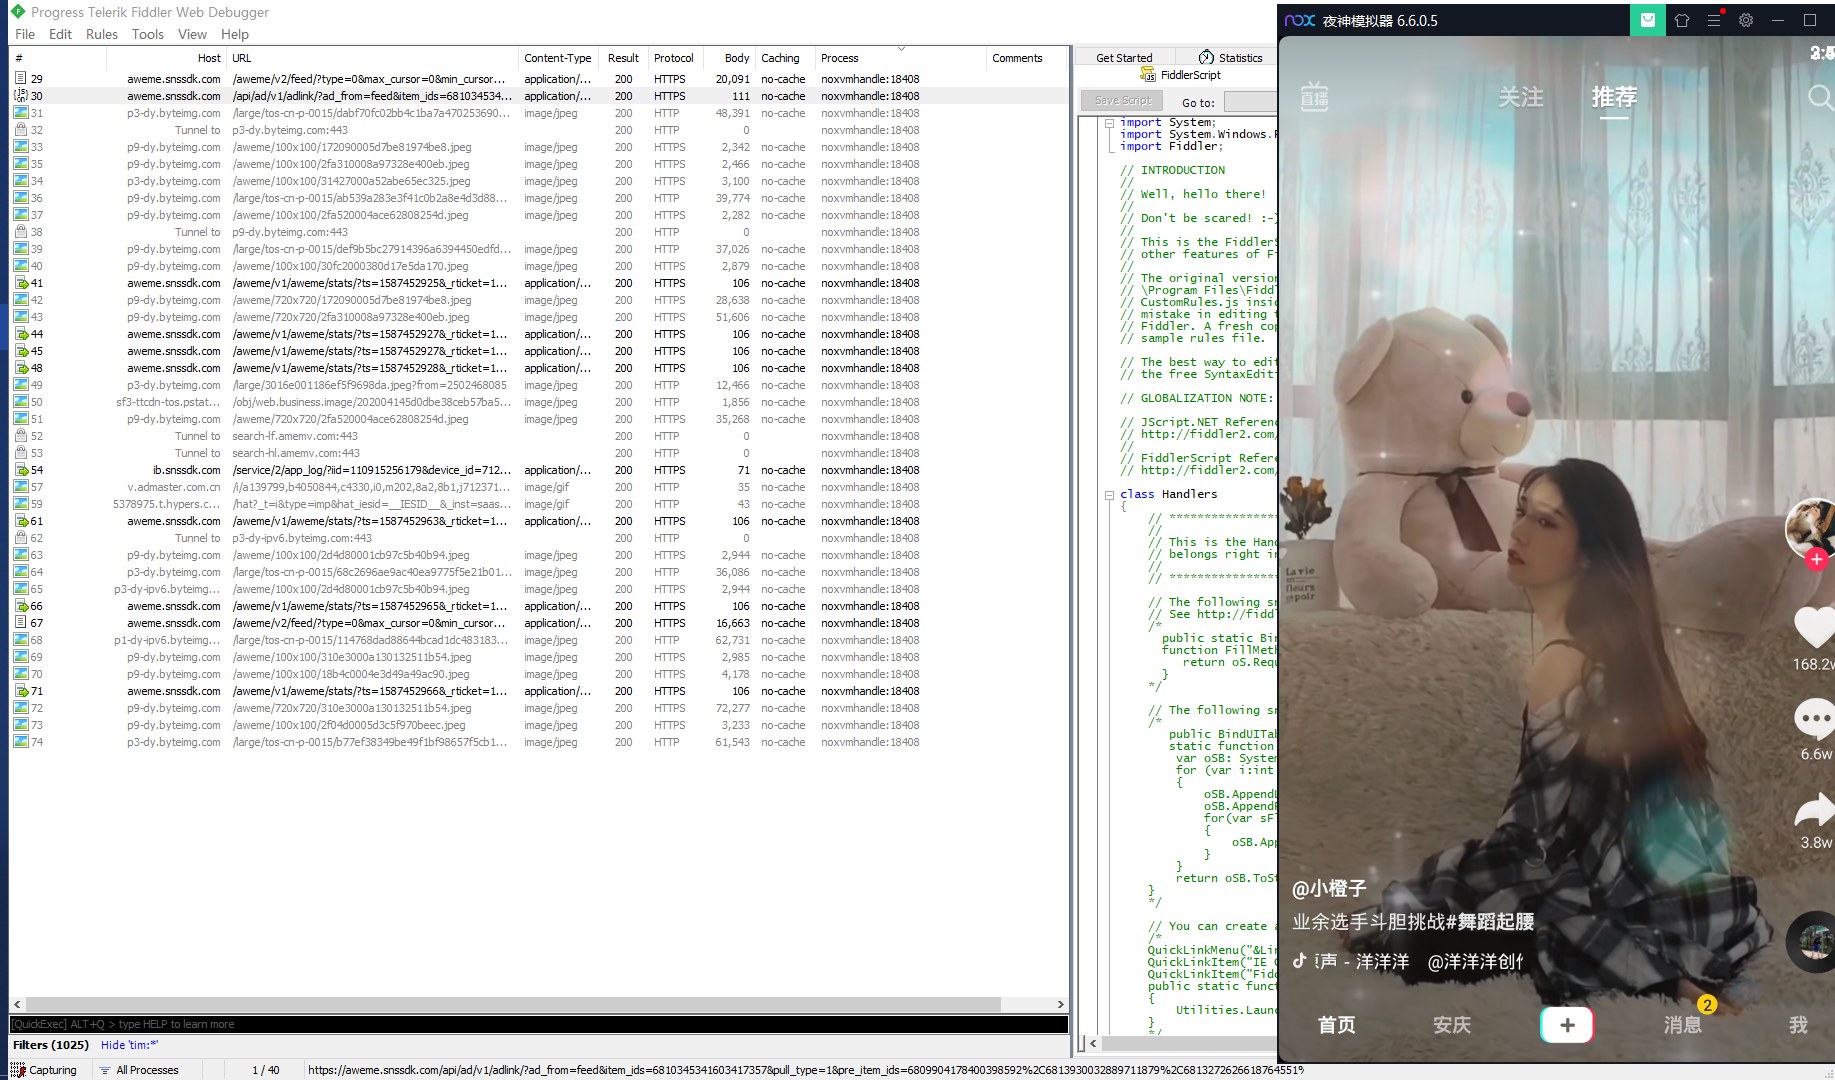 Progress Telerik Fiddler Web Debugger
File Edit Rules Tools View Help
# Host URL Content-Type Result Protocol Body Caching Process Comments
29 aweme.snssdk.com /aweme/v2/feed/?type=0&max_cursor=0&min_cursor... application/... 200 HTTPS 20,091 no-cache noxvmhandle:18408
30 aweme.snssdk.com /api/ad/v1/adlink/?ad_from=feed&item_ids=681034534... application/... 200 HTTPS 111 no-cache noxvmhandle:18408
31 p3-dy.byteimg.com /large/tos-cn-p-0015/dabf70fc02bb4c1ba7a470253690... image/jpeg 200 HTTP 48,391 no-cache noxvmhandle:18408
32 Tunnel to p3-dy.byteimg.com:443 200 HTTP 0 noxvmhandle:18408
33 p9-dy.byteimg.com /aweme/100x100/172090005d7be81974be8.jpeg image/jpeg 200 HTTPS 2,342 no-cache noxvmhandle:18408
35 p9-dy.byteimg.com /aweme/100x100/2fa310008a97328e400eb.jpeg image/jpeg 200 HTTPS 2,466 no-cache noxvmhandle:18408
34 p3-dy.byteimg.com /aweme/100x100/31427000a52abe65ec325.jpeg image/jpeg 200 HTTPS 3,100 no-cache noxvmhandle:18408
36 p9-dy.byteimg.com /large/tos-cn-p-0015/ab539a283e3f41c0b2a8e4d3d88... image/jpeg 200 HTTP 39,774 no-cache noxvmhandle:18408
37 p9-dy.byteimg.com /aweme/100x100/2fa520004ace62808254d.jpeg image/jpeg 200 HTTPS 2,282 no-cache noxvmhandle:18408
38 Tunnel to p9-dy.byteimg.com:443 200 HTTP 0 noxvmhandle:18408
39 p9-dy.byteimg.com /large/tos-cn-p-0015/def9b5bc27914396a6394450edfd... image/jpeg 200 HTTP 37,026 no-cache noxvmhandle:18408
40 p9-dy.byteimg.com /aweme/100x100/30fc2000380d17e5da170.jpeg image/jpeg 200 HTTPS 2,879 no-cache noxvmhandle:18408
41 aweme.snssdk.com /aweme/v1/aweme/stats/?ts=1587452925&_rticket=1... application/... 200 HTTPS 106 no-cache noxvmhandle:18408
42 p9-dy.byteimg.com /aweme/720x720/172090005d7be81974be8.jpeg image/jpeg 200 HTTPS 28,638 no-cache noxvmhandle:18408
43 p9-dy.byteimg.com /aweme/720x720/2fa310008a97328e400eb.jpeg image/jpeg 200 HTTPS 51,606 no-cache noxvmhandle:18408
44 aweme.snssdk.com /aweme/v1/aweme/stats/?ts=1587452927&_rticket=1... application/... 200 HTTPS 106 no-cache noxvmhandle:18408
45 aweme.snssdk.com /aweme/v1/aweme/stats/?ts=1587452927&_rticket=1... application/... 200 HTTPS 106 no-cache noxvmhandle:18408
48 aweme.snssdk.com /aweme/v1/aweme/stats/?ts=1587452928&_rticket=1... application/... 200 HTTPS 106 no-cache noxvmhandle:18408
49 p3-dy.byteimg.com /large/3016e001186ef5f9698da.jpeg?from=2502468085 image/jpeg 200 HTTP 12,466 no-cache noxvmhandle:18408
50 sf3-ttcdn-tos.pstat... /obj/web.business.image/202004145d0dbe38ceb57ba5... image/jpeg 200 HTTP 1,856 no-cache noxvmhandle:18408
51 p9-dy.byteimg.com /aweme/720x720/2fa520004ace62808254d.jpeg image/jpeg 200 HTTPS 35,268 no-cache noxvmhandle:18408
52 Tunnel to search-lf.amemv.com:443 200 HTTP 0 noxvmhandle:18408
53 Tunnel to search-hl.amemv.com:443 200 HTTP 0 noxvmhandle:18408
54 ib.snssdk.com /service/2/app_log/?iid=110915256179&device_id=712... application/... 200 HTTPS 71 no-cache noxvmhandle:18408
57 v.admaster.com.cn /i/a139799,b4050844,c4330,i0,m202,8a2,8b1,j712371... image/gif 200 HTTPS 35 no-cache noxvmhandle:18408
59 5378975.t.hypers.c... /hat?_t=i&type=imp&hat_iesid=__IESID__&_inst=saas... image/gif 200 HTTPS 43 no-cache noxvmhandle:18408
61 aweme.snssdk.com /aweme/v1/aweme/stats/?ts=1587452963&_rticket=1... application/... 200 HTTPS 106 no-cache noxvmhandle:18408
62 Tunnel to p3-dy-ipv6.byteimg.com:443 200 HTTP 0 noxvmhandle:18408
63 p9-dy.byteimg.com /aweme/100x100/2d4d80001cb97c5b40b94.jpeg image/jpeg 200 HTTPS 2,944 no-cache noxvmhandle:18408
64 p3-dy.byteimg.com /large/tos-cn-p-0015/68c2696ae9ac40ea9775f5e21b01... image/jpeg 200 HTTP 36,086 no-cache noxvmhandle:18408
65 p3-dy-ipv6.byteimg... /aweme/100x100/2d4d80001cb97c5b40b94.jpeg image/jpeg 200 HTTPS 2,944 no-cache noxvmhandle:18408
66 aweme.snssdk.com /aweme/v1/aweme/stats/?ts=1587452965&_rticket=1... application/... 200 HTTPS 106 no-cache noxvmhandle:18408
67 aweme.snssdk.com /aweme/v2/feed/?type=0&max_cursor=0&min_cursor... application/... 200 HTTPS 16,663 no-cache noxvmhandle:18408
68 p1-dy-ipv6.byteimg... /large/tos-cn-p-0015/114768dad88644bcad1dc483183... image/jpeg 200 HTTP 62,731 no-cache noxvmhandle:18408
69 p9-dy.byteimg.com /aweme/100x100/310e3000a130132511b54.jpeg image/jpeg 200 HTTPS 2,985 no-cache noxvmhandle:18408
70 p9-dy.byteimg.com /aweme/100x100/18b4c0004e3d49a49ac90.jpeg image/jpeg 200 HTTPS 4,178 no-cache noxvmhandle:18408
71 aweme.snssdk.com /aweme/v1/aweme/stats/?ts=1587452966&_rticket=1... application/... 200 HTTPS 106 no-cache noxvmhandle:18408
72 p9-dy.byteimg.com /aweme/720x720/310e3000a130132511b54.jpeg image/jpeg 200 HTTPS 72,277 no-cache noxvmhandle:18408
73 p9-dy.byteimg.com /aweme/100x100/2f04d0005d3c5f970beec.jpeg image/jpeg 200 HTTPS 3,233 no-cache noxvmhandle:18408
74 p3-dy.byteimg.com /large/tos-cn-p-0015/b77ef38349be49f1bf98657f5cb1... image/jpeg 200 HTTP 61,543 no-cache noxvmhandle:18408
[QuickExec] ALT+Q > type HELP to learn more
Filters (1025) Hide 'tim:*'
Capturing All Processes 1 / 40 https://aweme.snssdk.com/api/ad/v1/adlink/?ad_from=feed&item_ids=6810345341603417357&pull_type=1&pre_item_ids=6809904178400398592%2C6813930032889711879%2C6813272626618764551%
Get Started Statistics
FiddlerScript
Save Script Go to:
import System;
import System.Windows.F
import Fiddler;
// INTRODUCTION
//
// Well, hello there!
//
// Don't be scared! :-)
//
// This is the FiddlerS
// other features of Fi
//
// The original version
// \Program Files\Fiddl
// CustomRules.js insid
// mistake in editing t
// Fiddler. A fresh cop
// sample rules file.
// The best way to edit
// the free SyntaxEditi
// GLOBALIZATION NOTE:
// JScript.NET Referenc
// http://fiddler2.com/
//
// FiddlerScript Refere
// http://fiddler2.com/
class Handlers
{
// *****************
//
// This is the Hand
// belongs right in
//
// *****************
// The following sn
// See http://fiddl
/*
public static Bin
function FillMeth
return oS.Requ
}
*/
// The following sn
/*
public BindUITab
static function
var oSB: System
for (var i:int
{
oSB.AppendL
oSB.AppendF
for(var sFl
{
oSB.App
}
}
return oSB.ToSt
}
*/
// You can create a
/*
QuickLinkMenu("&Lin
QuickLinkItem("IE G
QuickLinkItem("Fidd
public static funct
{
Utilities.Launc
}
*/
nox 夜神模拟器 6.6.0.5
直播 关注 推荐
La vie
en
fleurs
espoir
168.2w
6.6w
3.8w
@小橙子
业余选手斗胆挑战#舞蹈起腰
声 - 洋洋洋 @洋洋洋创作
2
首页 安庆 + 消息 我